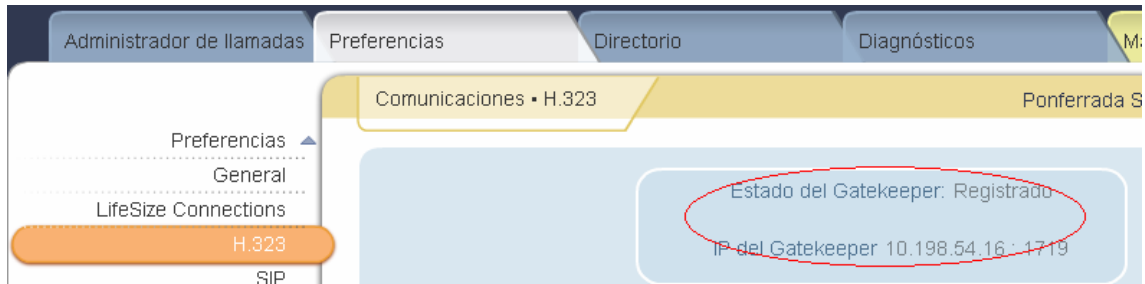 Administrador de llamadas Preferencias Directorio Diagnósticos
Comunicaciones • H.323 Ponferrada
Preferencias
General
LifeSize Connections
H.323
SIP
Estado del Gatekeeper: Registrado
IP del Gatekeeper 10.198.54.16 : 1719